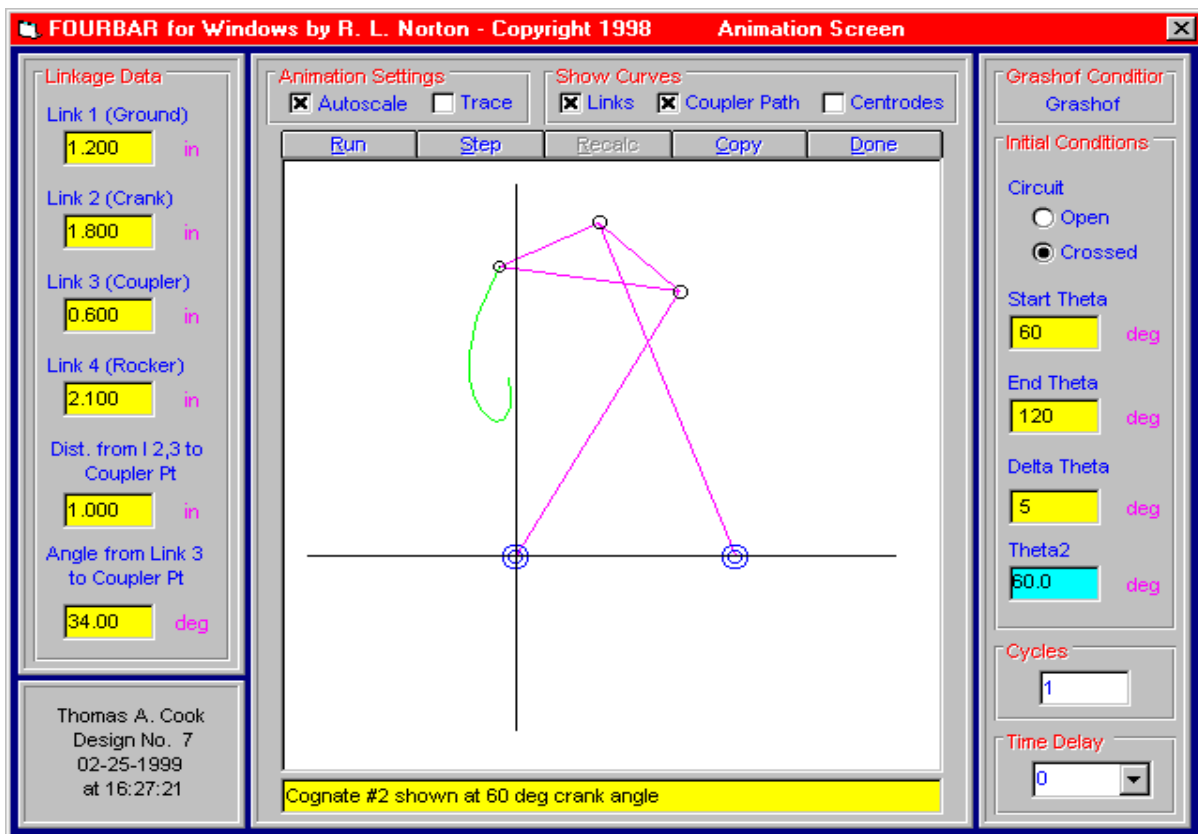 FOURBAR for Windows by R. L. Norton - Copyright 1998 Animation Screen
Linkage Data
Link 1 (Ground)
1.200 in
Link 2 (Crank)
1.800 in
Link 3 (Coupler)
0.600 in
Link 4 (Rocker)
2.100 in
Dist. from I 2,3 to
Coupler Pt
1.000 in
Angle from Link 3
to Coupler Pt
34.00 deg
Thomas A. Cook
Design No. 7
02-25-1999
at 16:27:21
Animation Settings
Autoscale Trace
Show Curves
Links Coupler Path Centrodes
Run Step Recalc Copy Done
Cognate #2 shown at 60 deg crank angle
Grashof Condition
Grashof
Initial Conditions
Circuit
Open
Crossed
Start Theta
60 deg
End Theta
120 deg
Delta Theta
5 deg
Theta2
60.0 deg
Cycles
1
Time Delay
0